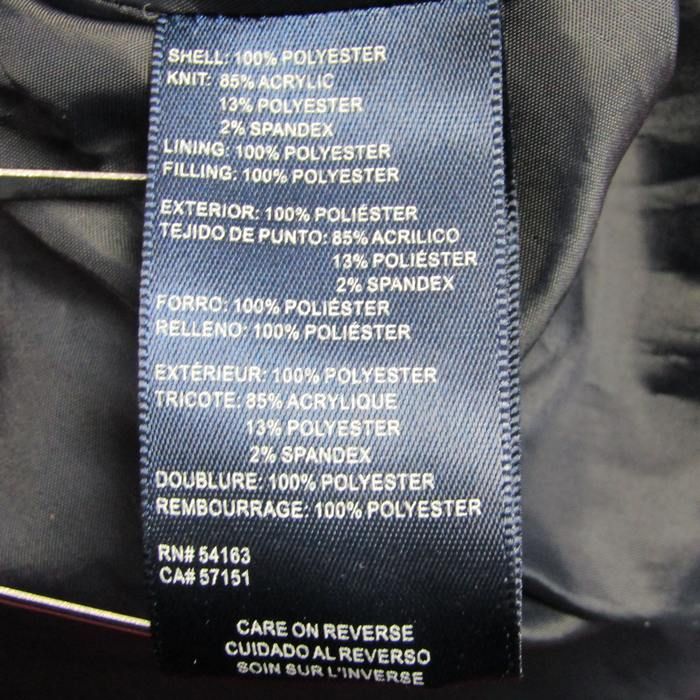 SHELL: 100% POLYESTER
KNIT: 85% ACRYLIC
13% POLYESTER
2% SPANDEX
LINING: 100% POLYESTER
FILLING: 100% POLYESTER
EXTERIOR: 100% POLIÉSTER
TEJIDO DE PUNTO: 85% ACRILICO
13% POLIÉSTER
2% SPANDEX
FORRO: 100% POLIÉSTER
RELLENO: 100% POLIÉSTER
EXTÉRIEUR: 100% POLYESTER
TRICOTE: 85% ACRYLIQUE
13% POLYESTER
2% SPANDEX
DOUBLURE: 100% POLYESTER
REMBOURRAGE: 100% POLYESTER
RN# 54163
CA# 57151
CARE ON REVERSE
CUIDADO AL REVERSO
SOIN SUR L'INVERSE